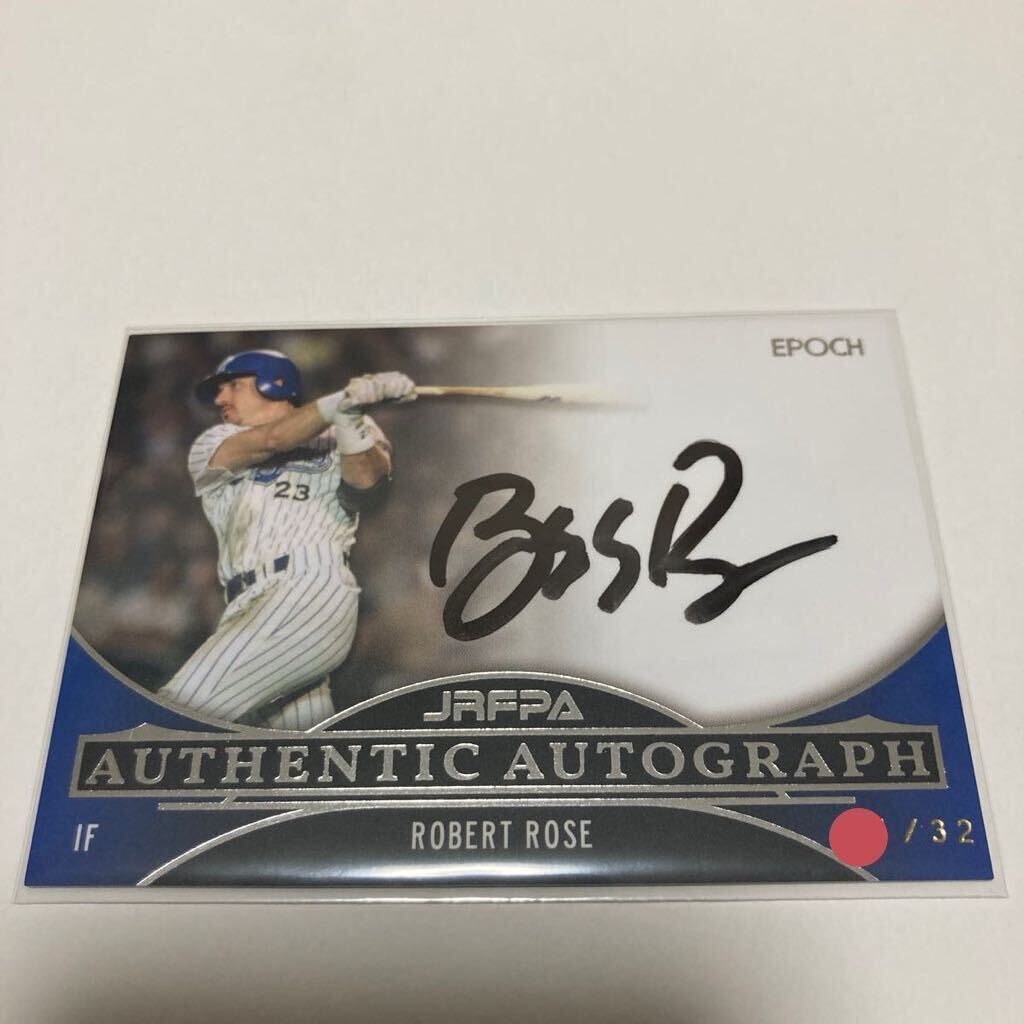 EPOCH
23
JRFPA
AUTHENTIC AUTOGRAPH
IF
ROBERT ROSE
/32